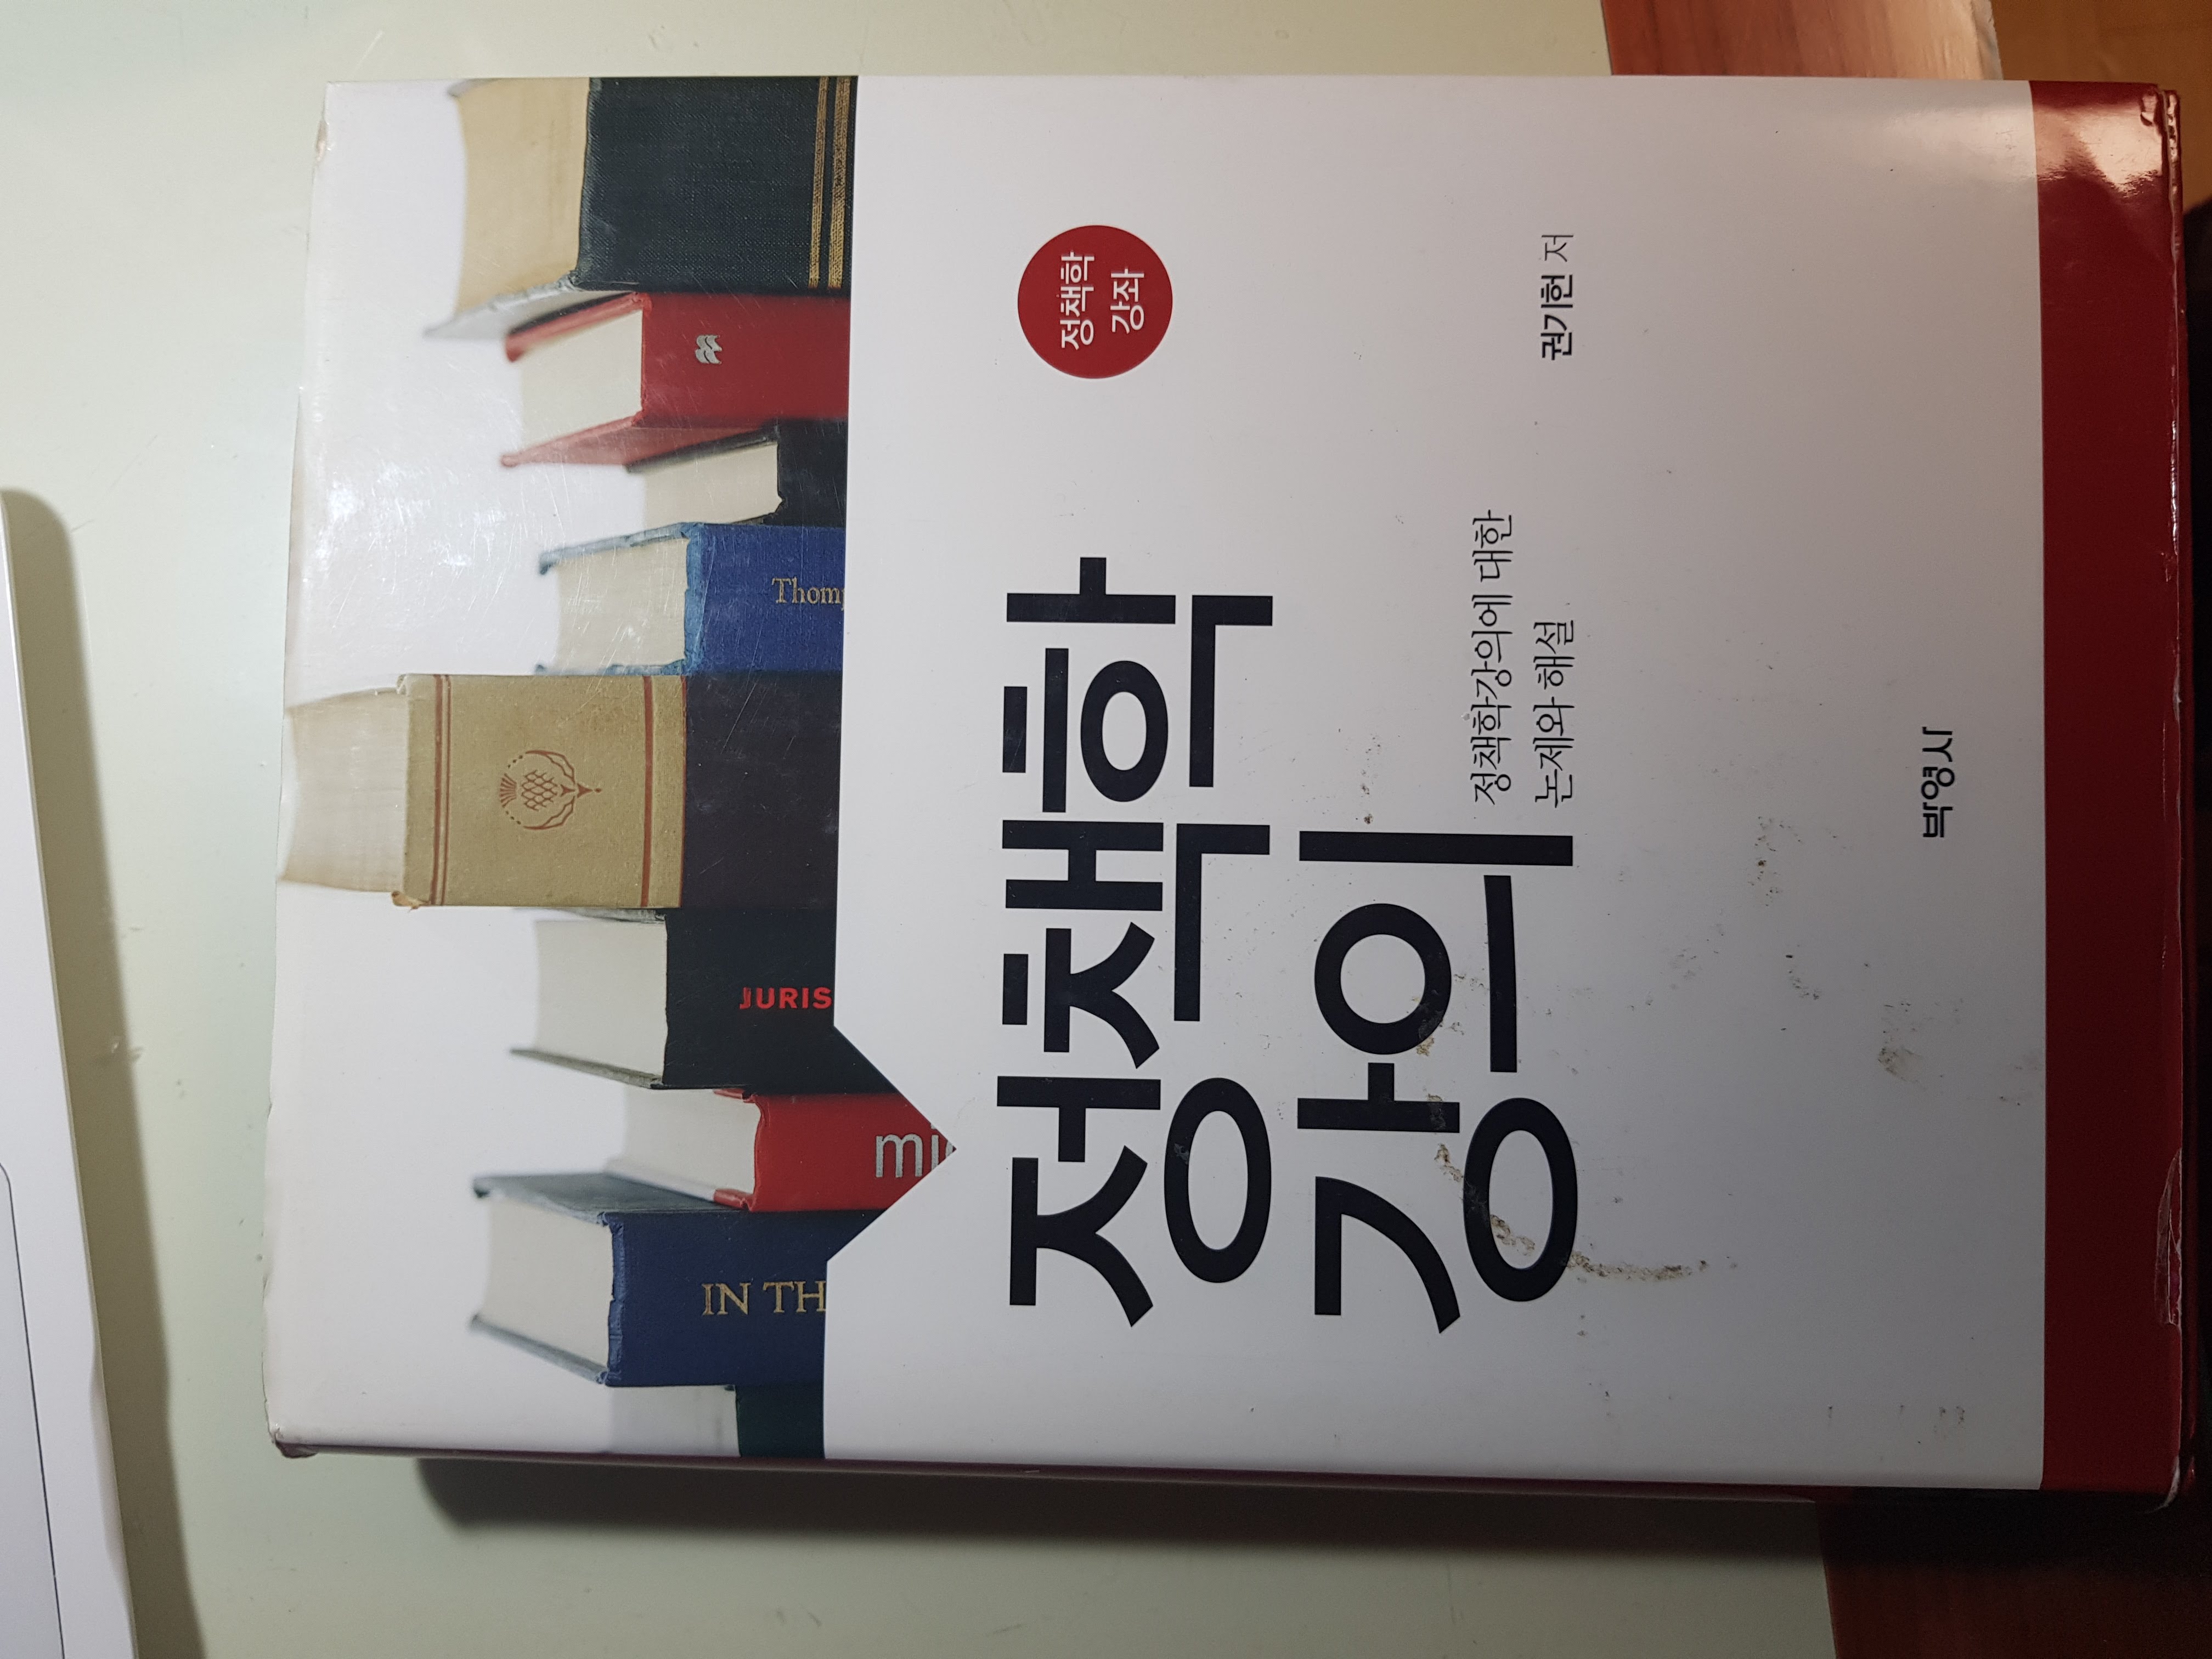 IN TH
JURIS
Thom
mi
정책학
강의
정책학
강좌
정책학강의에 대한
논제와 해설
권기헌 저
박영사